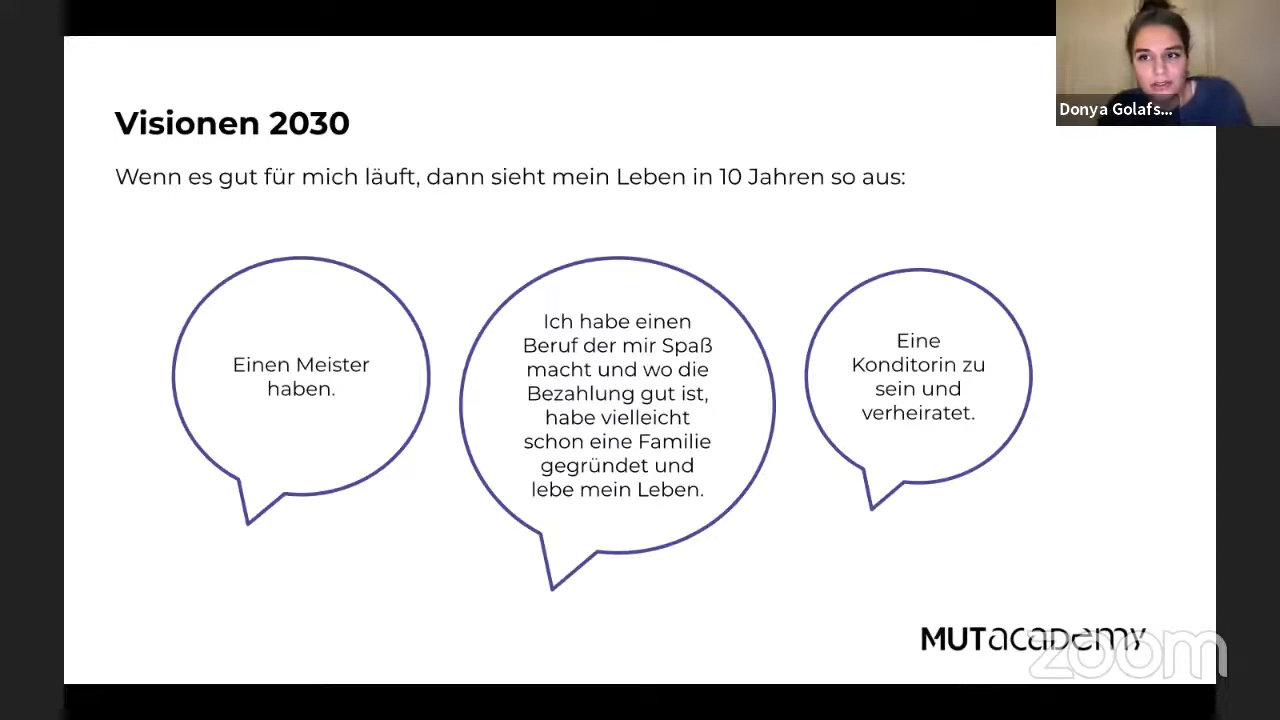 Visionen 2030
Wenn es gut für mich läuft, dann sieht mein Leben in 10 Jahren so aus:
Einen Meister
haben.
Ich habe einen
Beruf der mir Spaß
macht und wo die
Bezahlung gut ist,
habe vielleicht
schon eine Familie
gegründet und
lebe mein Leben.
Eine
Konditorin zu
sein und
verheiratet.
Donya Golafs...
MUTacademy
zoom